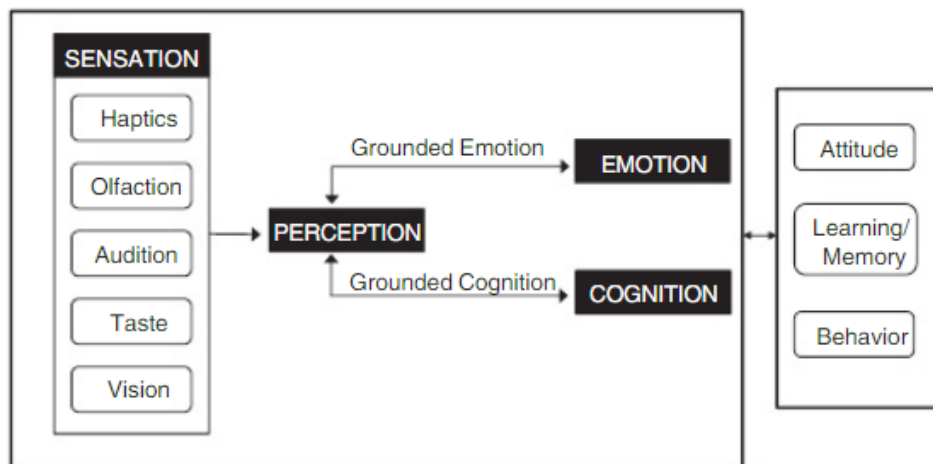 SENSATION
Haptics
Olfaction
Audition
Taste
Vision
PERCEPTION
Grounded Emotion
EMOTION
Grounded Cognition
COGNITION
Attitude
Learning/
Memory
Behavior